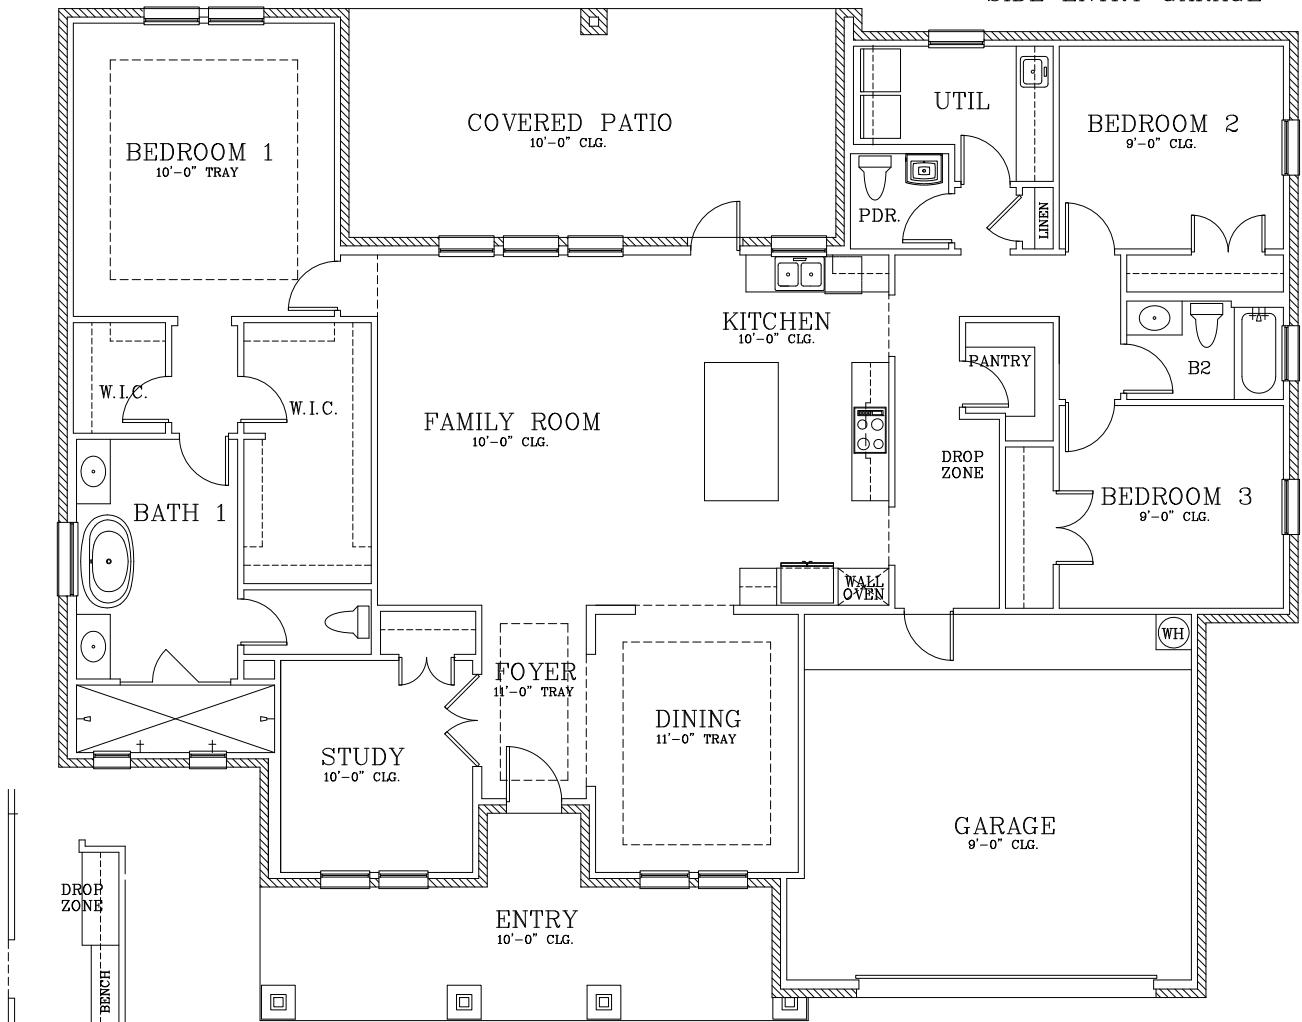 SIDE ENTRY GARAGE
COVERED PATIO
10'-0" CLG.
UTIL
BEDROOM 2
9'-0" CLG.
BEDROOM 1
10'-0" TRAY
PDR.
LINEN
KITCHEN
10'-0" CLG.
PANTRY
B2
W.I.C.
W.I.C.
FAMILY ROOM
10'-0" CLG.
DROP
ZONE
BEDROOM 3
9'-0" CLG.
BATH 1
WALL
OVEN
WH
FOYER
11'-0" TRAY
DINING
11'-0" TRAY
STUDY
10'-0" CLG.
GARAGE
9'-0" CLG.
DROP
ZONE
ENTRY
10'-0" CLG.
BENCH